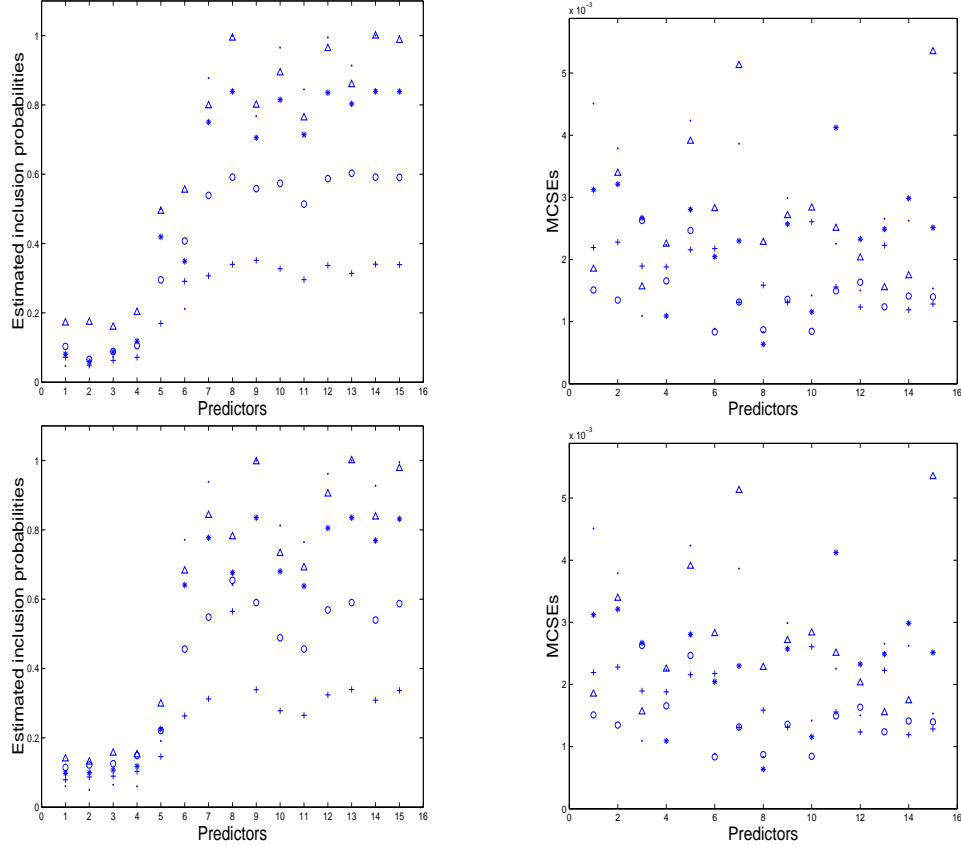 Estimated inclusion probabilities
1
0.8
0.6
0.4
0.2
0
0 1 2 3 4 5 6 7 8 9 10 11 12 13 14 15 16
Predictors
x 10⁻³
MCSEs
5
4
3
2
1
0
0 2 4 6 8 10 12 14 16
Predictors
Estimated inclusion probabilities
1
0.8
0.6
0.4
0.2
0
0 1 2 3 4 5 6 7 8 9 10 11 12 13 14 15 16
Predictors
x 10⁻³
MCSEs
5
4
3
2
1
0
0 2 4 6 8 10 12 14 16
Predictors